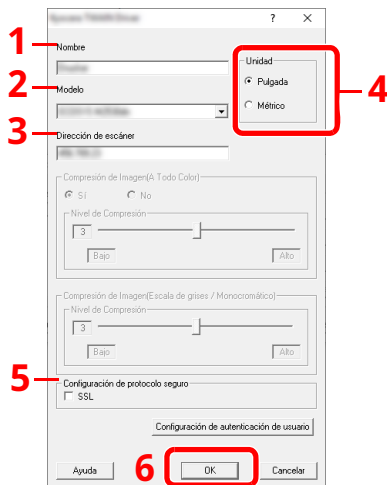 ? ×
1
Nombre
2
Modelo
3
Dirección de escáner
Unidad
Pulgada
Métrico
4
Compresión de Imagen(A Todo Color)
Sí No
Nivel de Compresión
3
Bajo Alto
Compresión de Imagen(Escala de grises / Monocromático)
Nivel de Compresión
3
Bajo Alto
5
Configuración de protocolo seguro
SSL
Configuración de autenticación de usuario
6
Ayuda OK Cancelar